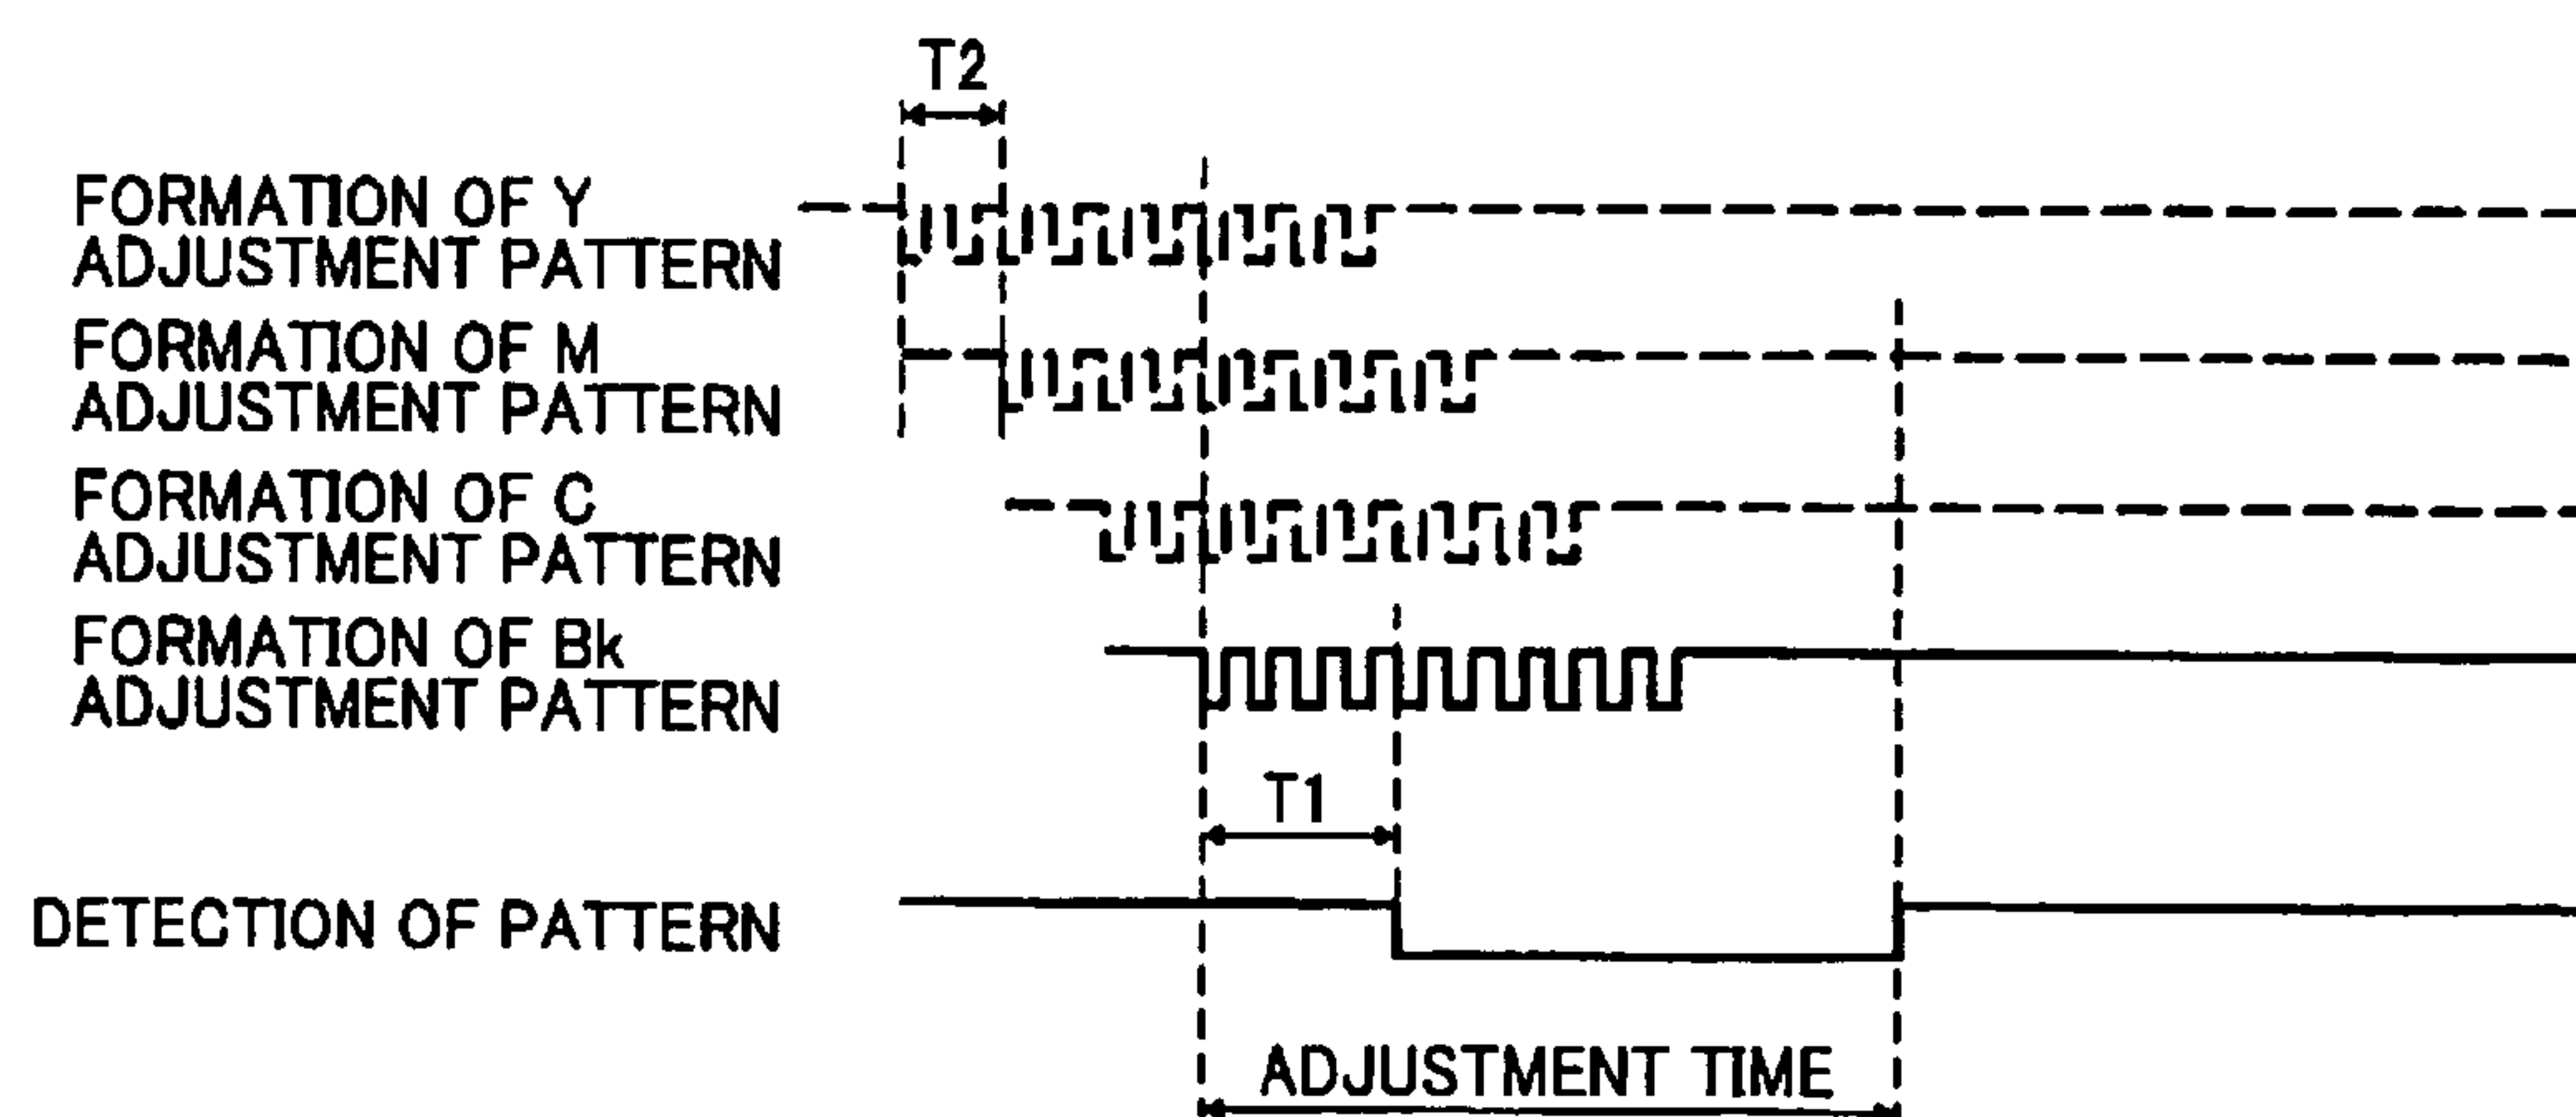 T2
FORMATION OF Y
ADJUSTMENT PATTERN
FORMATION OF M
ADJUSTMENT PATTERN
FORMATION OF C
ADJUSTMENT PATTERN
FORMATION OF Bk
ADJUSTMENT PATTERN
T1
DETECTION OF PATTERN
ADJUSTMENT TIME